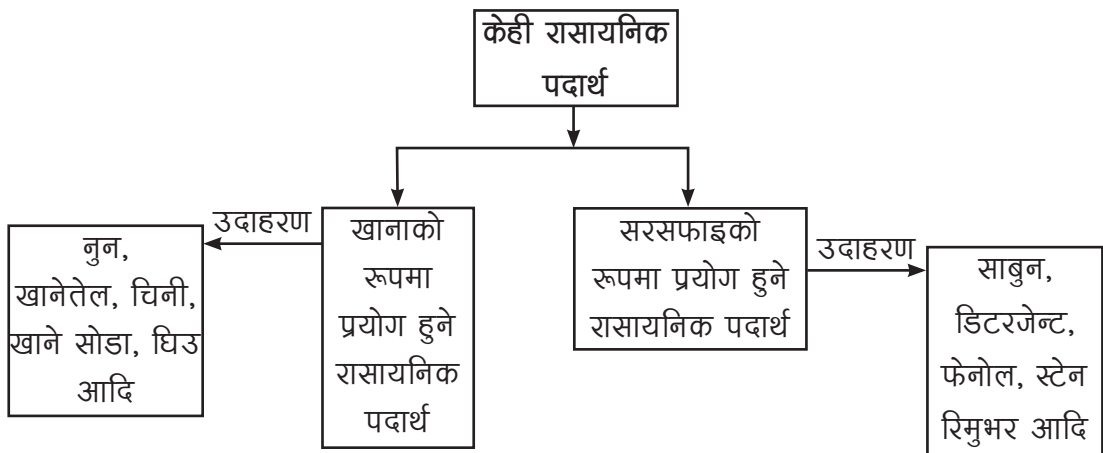 केही रासायनिक
पदार्थ
उदाहरण
नुन,
खानेतेल, चिनी,
खाने सोडा, घिउ
आदि
खानाको
रूपमा
प्रयोग हुने
रासायनिक
पदार्थ
सरसफाइको
रूपमा प्रयोग हुने
रासायनिक पदार्थ
उदाहरण
साबुन,
डिटरजेन्ट,
फेनोल, स्टेन
रिमुभर आदि